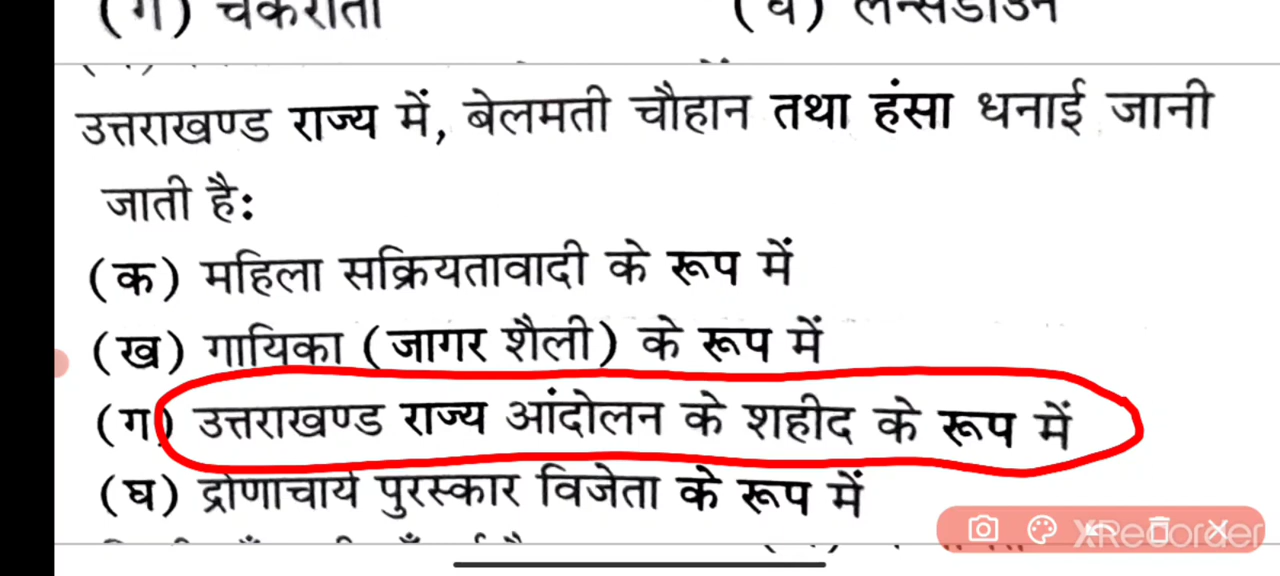 (ग) चकराता (घ) लैन्सडाउन
उत्तराखण्ड राज्य में, बेलमती चौहान तथा हंसा धनाई जानी
जाती है:
(क) महिला सक्रियतावादी के रूप में
(ख) गायिका (जागर शैली) के रूप में
(ग) उत्तराखण्ड राज्य आंदोलन के शहीद के रूप में
(घ) द्रोणाचार्य पुरस्कार विजेता के रूप में
XRecorder